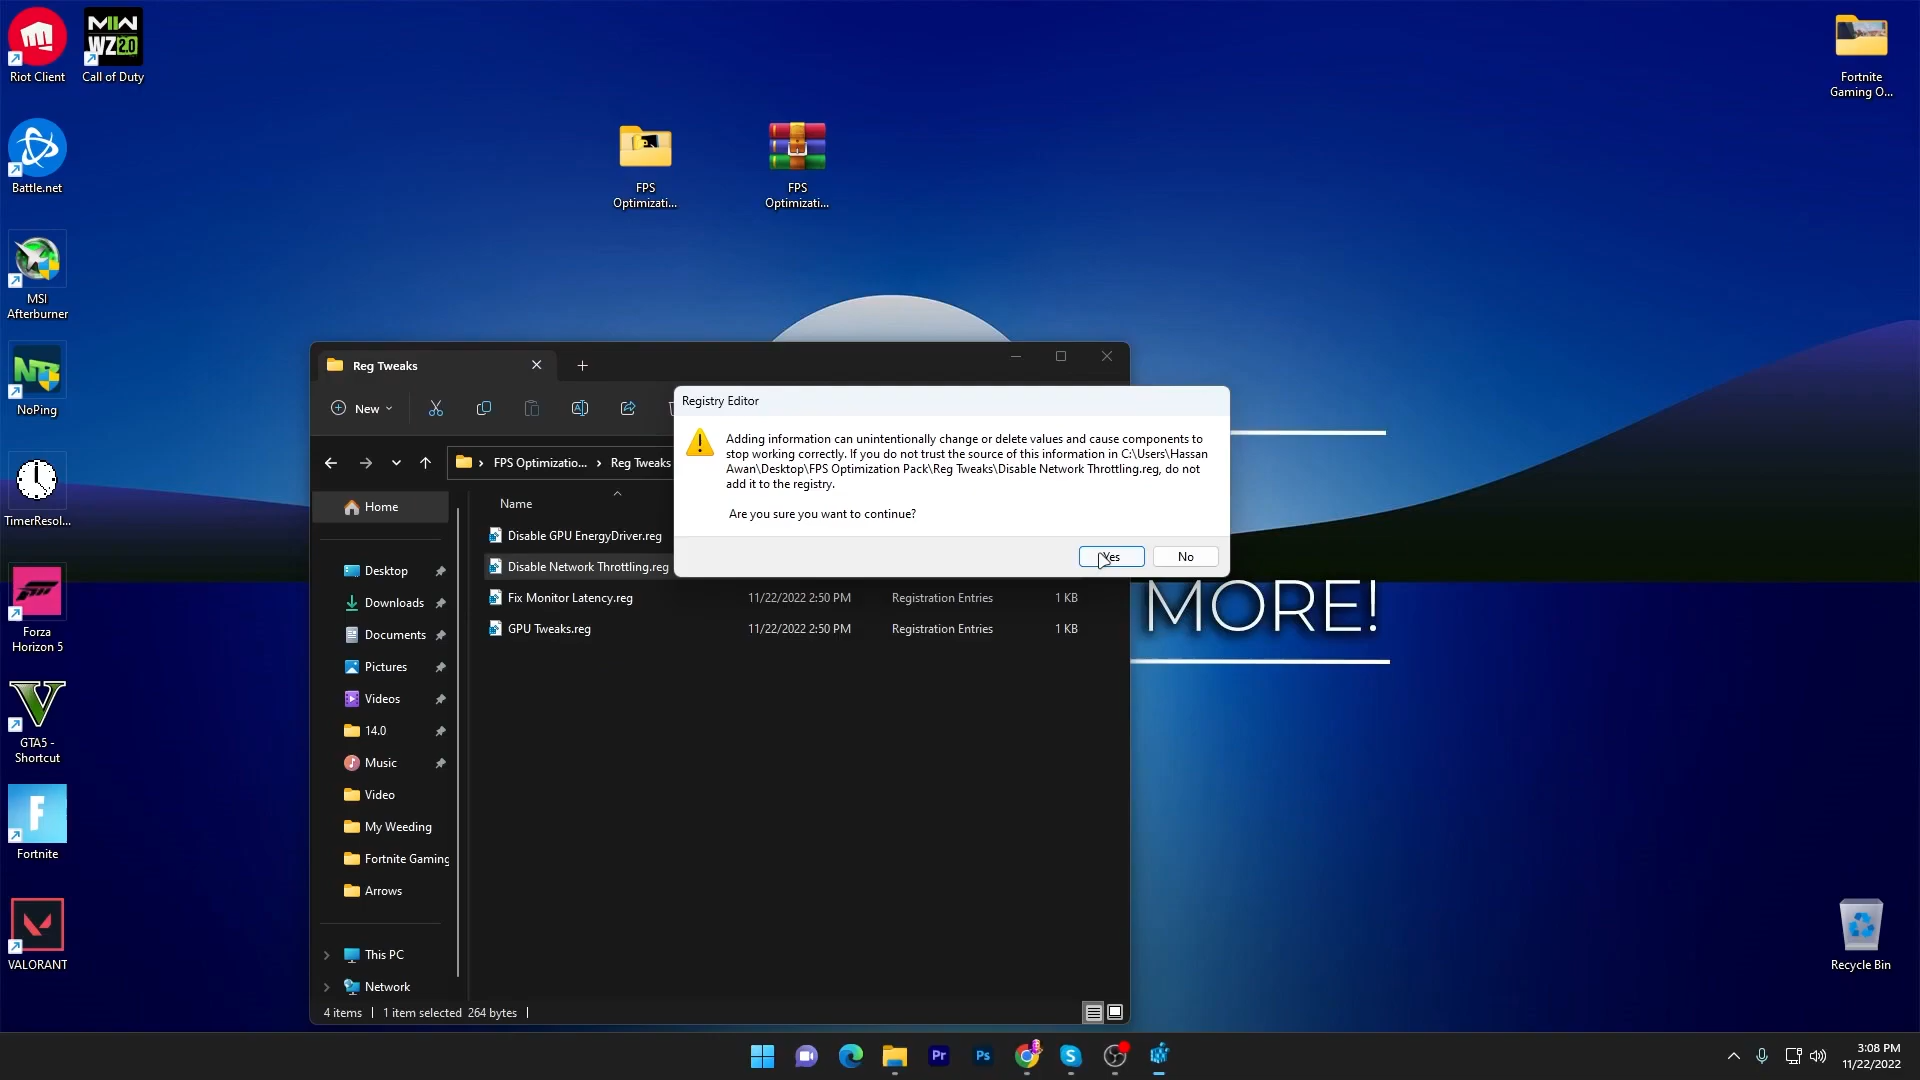 Riot Client
MW
WZ2.0
Call of Duty
Battle.net
MSI
Afterburner
NoPing
TimerResol...
Forza
Horizon 5
GTA5 -
Shortcut
Fortnite
VALORANT
FPS
Optimizati...
FPS
Optimizati...
Fortnite
Gaming O...
Recycle Bin
MORE!
Reg Tweaks
New
FPS Optimizatio... › Reg Tweaks
Home
Desktop
Downloads
Documents
Pictures
Videos
14.0
Music
Video
My Weeding
Fortnite Gaming
Arrows
This PC
Network
Name
Disable GPU EnergyDriver.reg
Disable Network Throttling.reg
Fix Monitor Latency.reg 11/22/2022 2:50 PM Registration Entries 1 KB
GPU Tweaks.reg 11/22/2022 2:50 PM Registration Entries 1 KB
4 items | 1 item selected 264 bytes |
Registry Editor
Adding information can unintentionally change or delete values and cause components to
stop working correctly. If you do not trust the source of this information in C:\Users\Hassan
Awan\Desktop\FPS Optimization Pack\Reg Tweaks\Disable Network Throttling.reg, do not
add it to the registry.
Are you sure you want to continue?
Yes
No
Pr
Ps
3:08 PM
11/22/2022